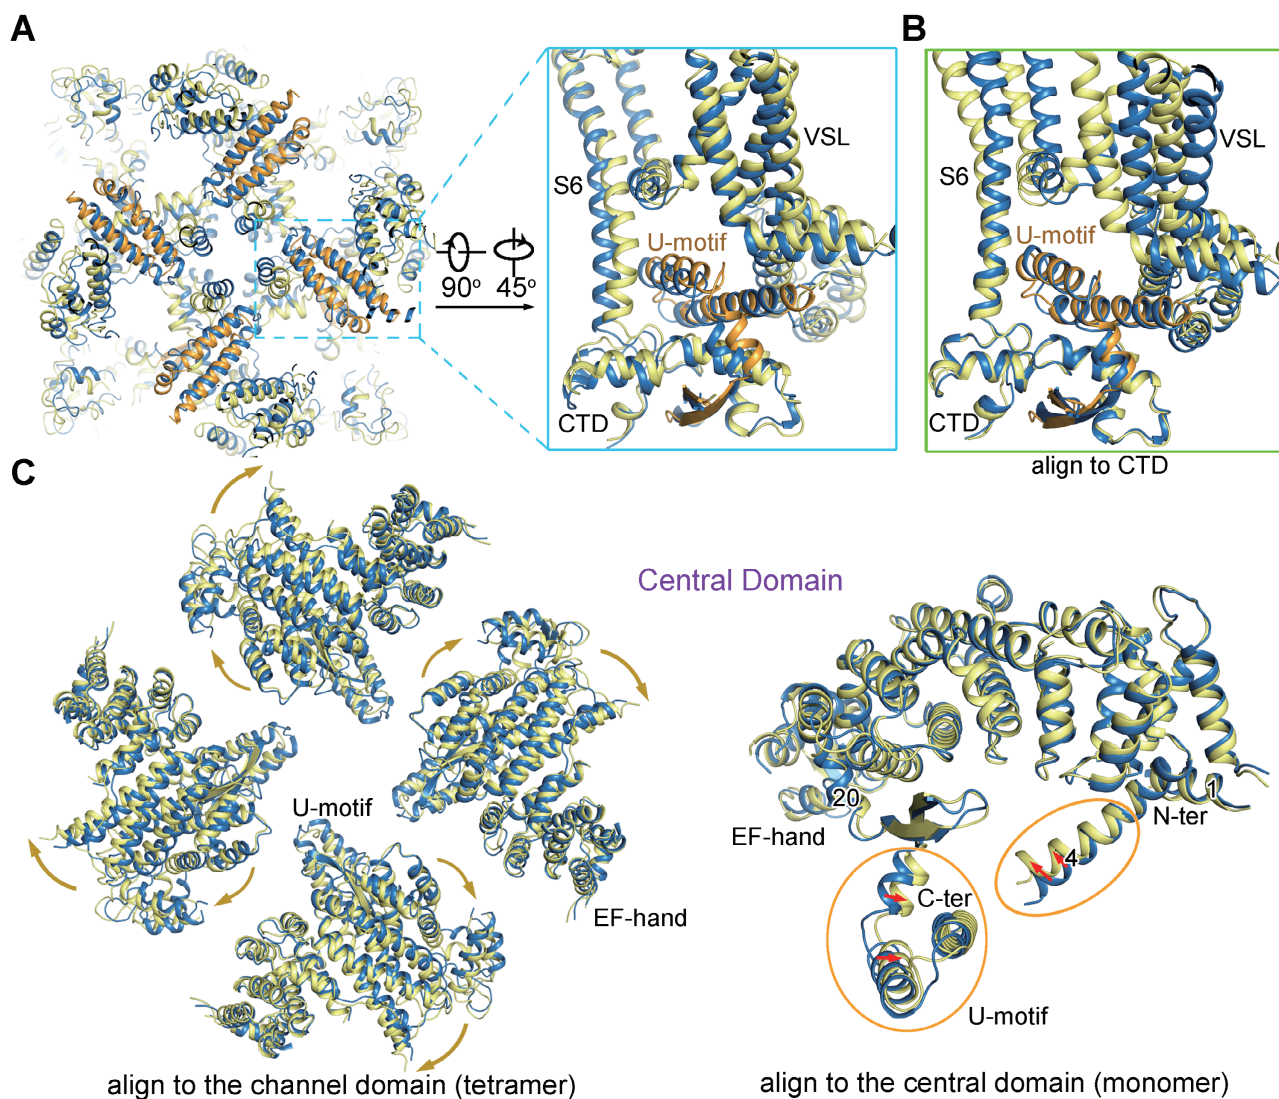 A
B
VSL
S6
U-motif
CTD
90°
45°
VSL
S6
U-motif
CTD
align to CTD
C
Central Domain
U-motif
EF-hand
20
EF-hand
1
N-ter
4
C-ter
U-motif
align to the channel domain (tetramer)
align to the central domain (monomer)